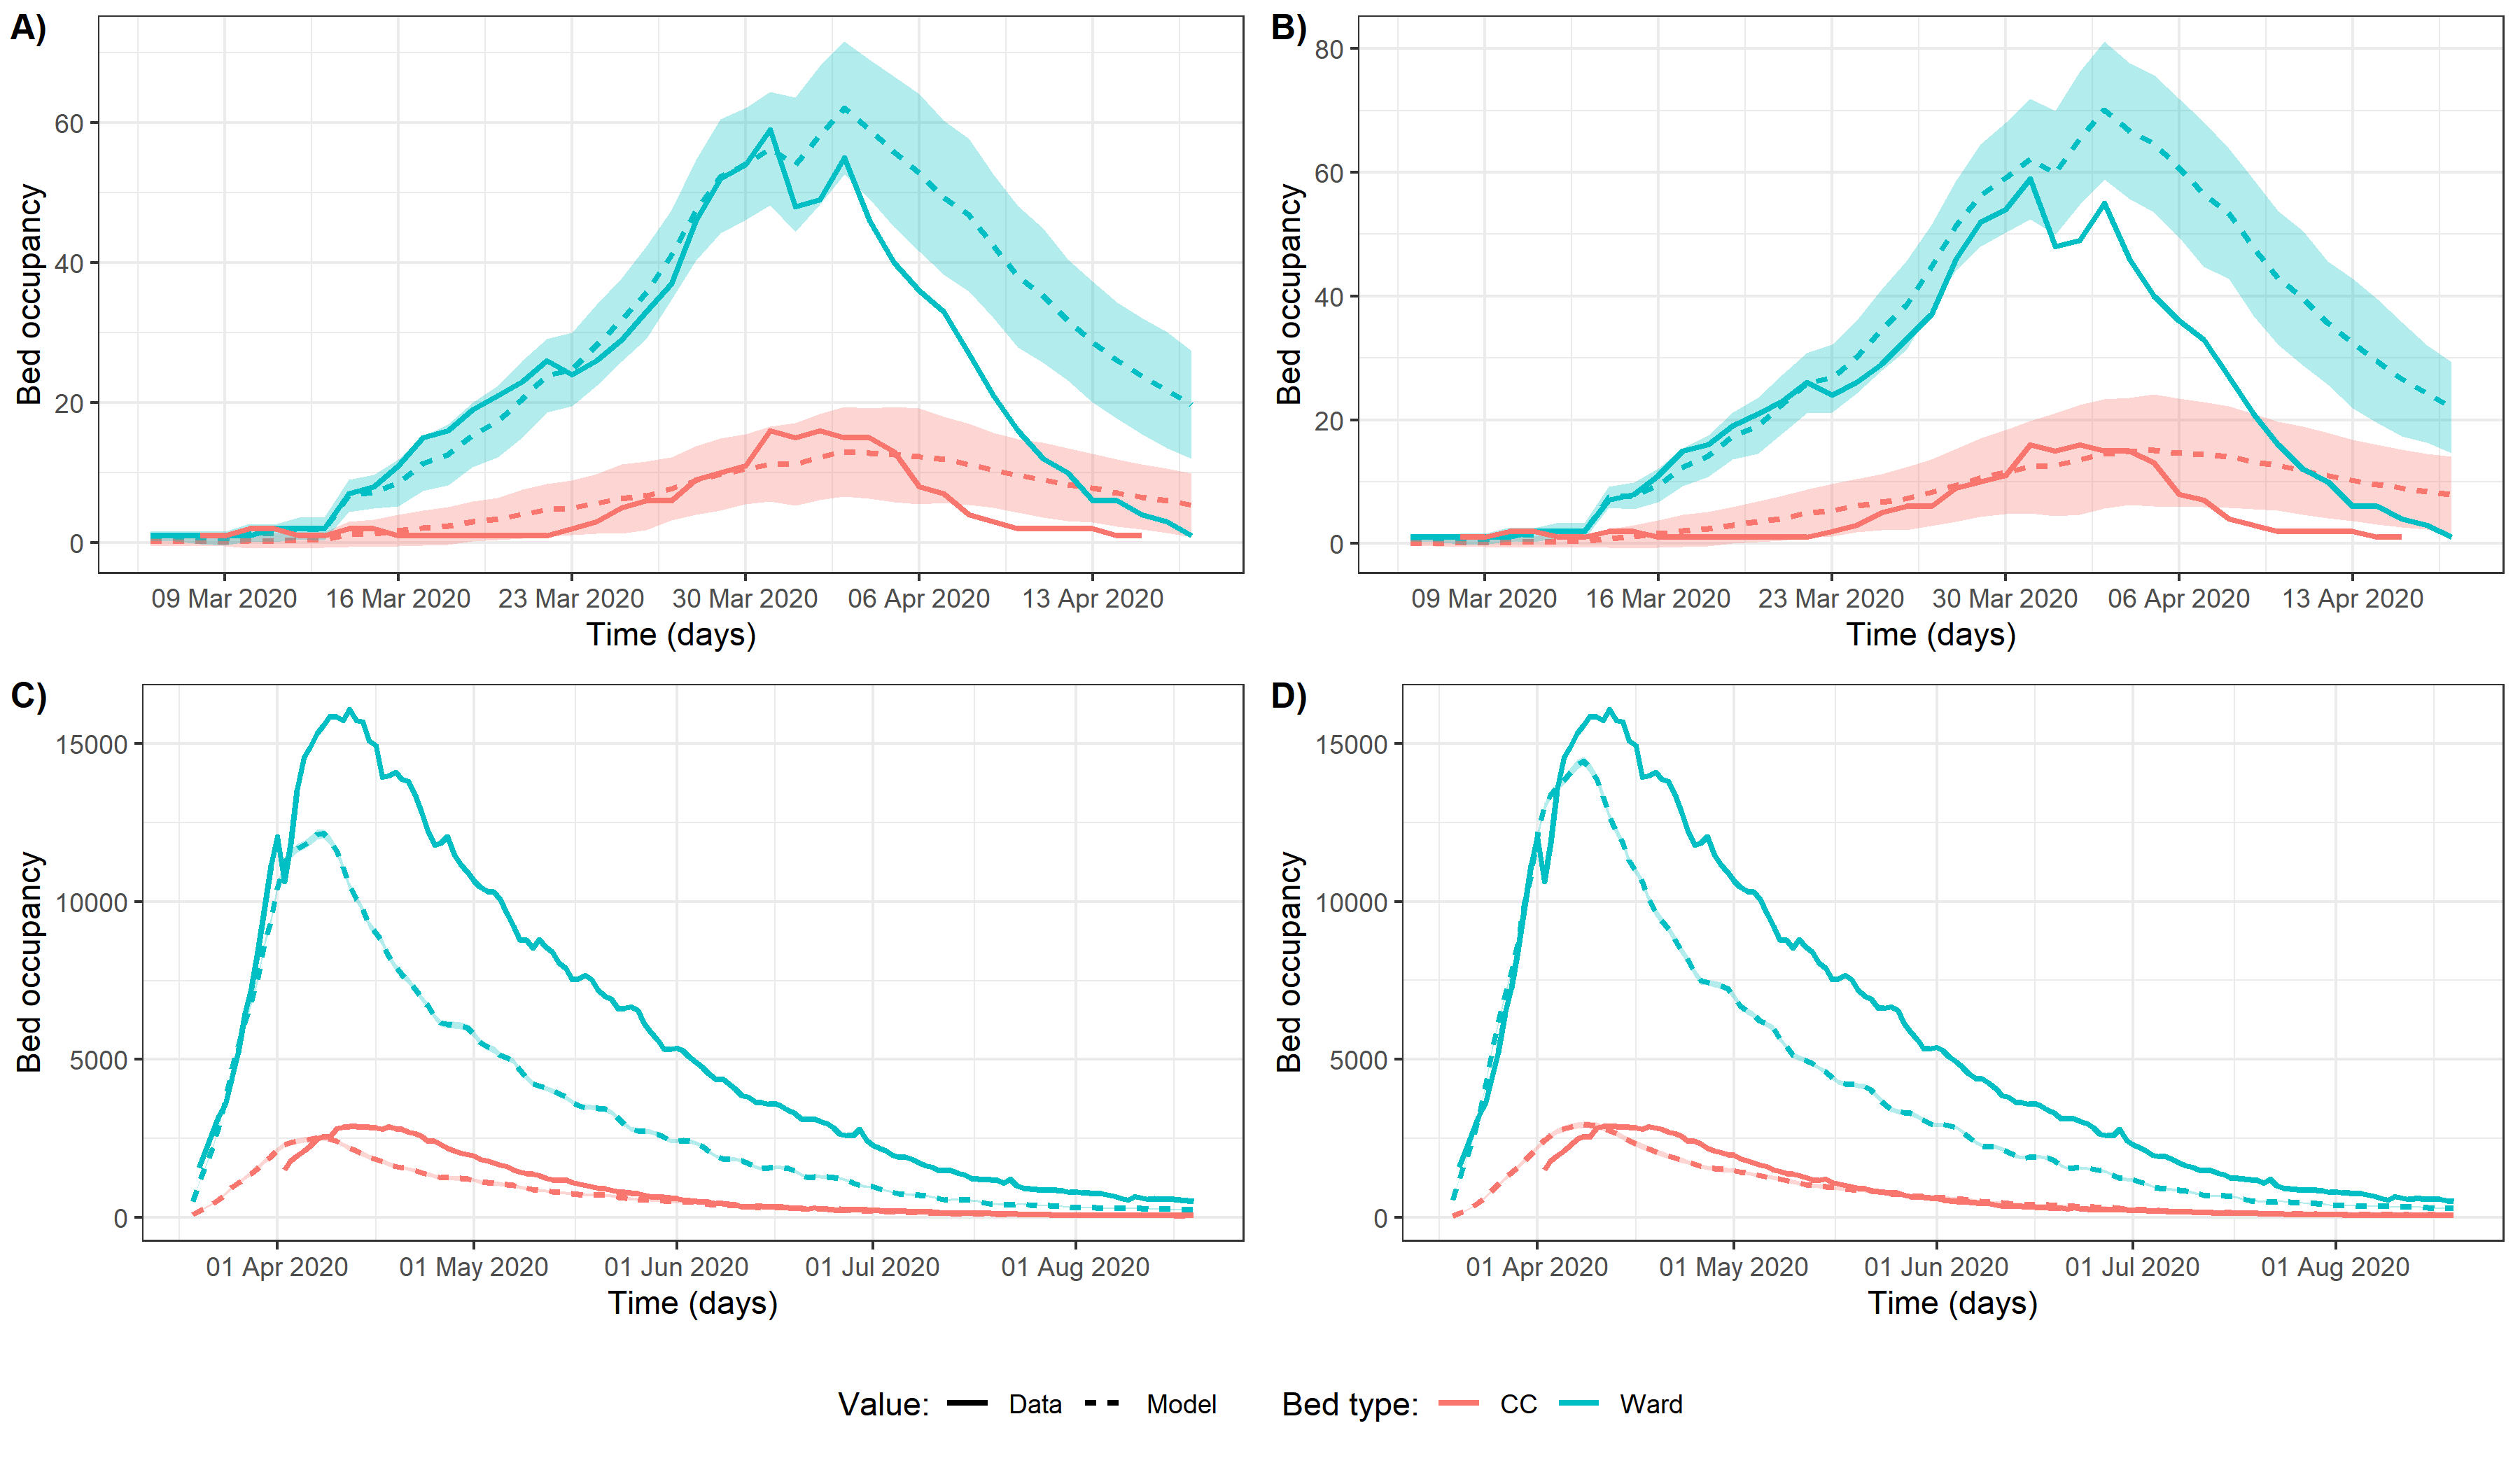 A)
60
40
20
0
Bed occupancy
09 Mar 2020 16 Mar 2020 23 Mar 2020 30 Mar 2020 06 Apr 2020 13 Apr 2020
Time (days)
B)
80
60
40
20
0
Bed occupancy
09 Mar 2020 16 Mar 2020 23 Mar 2020 30 Mar 2020 06 Apr 2020 13 Apr 2020
Time (days)
C)
15000
10000
5000
0
Bed occupancy
01 Apr 2020 01 May 2020 01 Jun 2020 01 Jul 2020 01 Aug 2020
Time (days)
D)
15000
10000
5000
0
Bed occupancy
01 Apr 2020 01 May 2020 01 Jun 2020 01 Jul 2020 01 Aug 2020
Time (days)
Value: Data Model Bed type: CC Ward